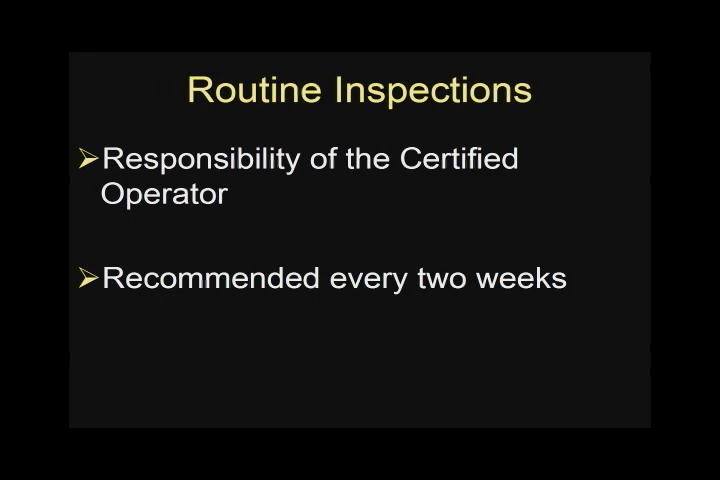 Routine Inspections
➢Responsibility of the Certified
Operator
➢Recommended every two weeks